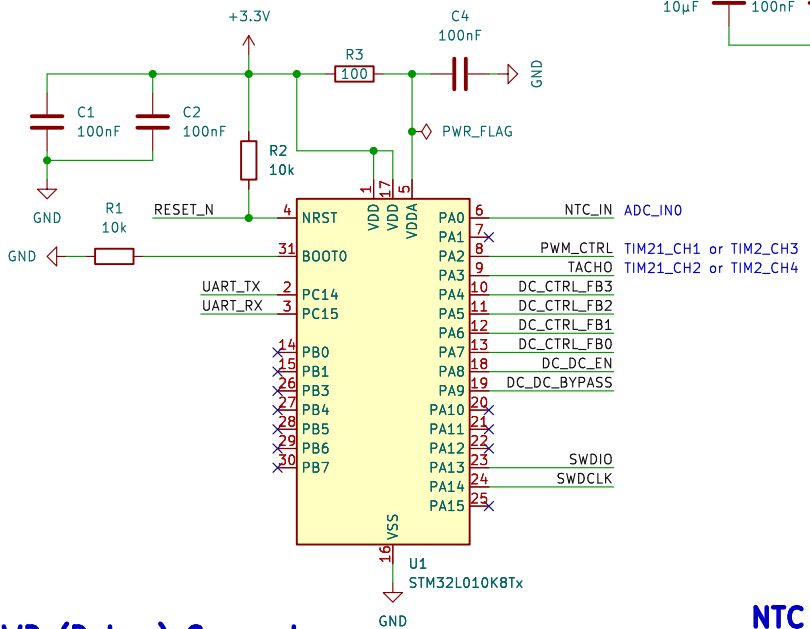 10µF 100nF
+3.3V
C4
100nF
R3
100
GND
C1
100nF
C2
100nF
PWR_FLAG
R2
10k
GND
1 17 5
VDD VDD VDDA
RESET_N 4 NRST
R1
10k
GND 31 BOOT0
UART_TX 2 PC14
UART_RX 3 PC15
14 PB0
15 PB1
26 PB3
27 PB4
28 PB5
29 PB6
30 PB7
PA0 6 NTC_IN ADC_IN0
PA1 7
PA2 8 PWM_CTRL TIM21_CH1 or TIM2_CH3
PA3 9 TACHO TIM21_CH2 or TIM2_CH4
PA4 10 DC_CTRL_FB3
PA5 11 DC_CTRL_FB2
PA6 12 DC_CTRL_FB1
PA7 13 DC_CTRL_FB0
PA8 18 DC_DC_EN
PA9 19 DC_DC_BYPASS
PA10 20
PA11 21
PA12 22
PA13 23 SWDIO
PA14 24 SWDCLK
PA15 25
VSS
16
U1
STM32L010K8Tx
GND
NTC